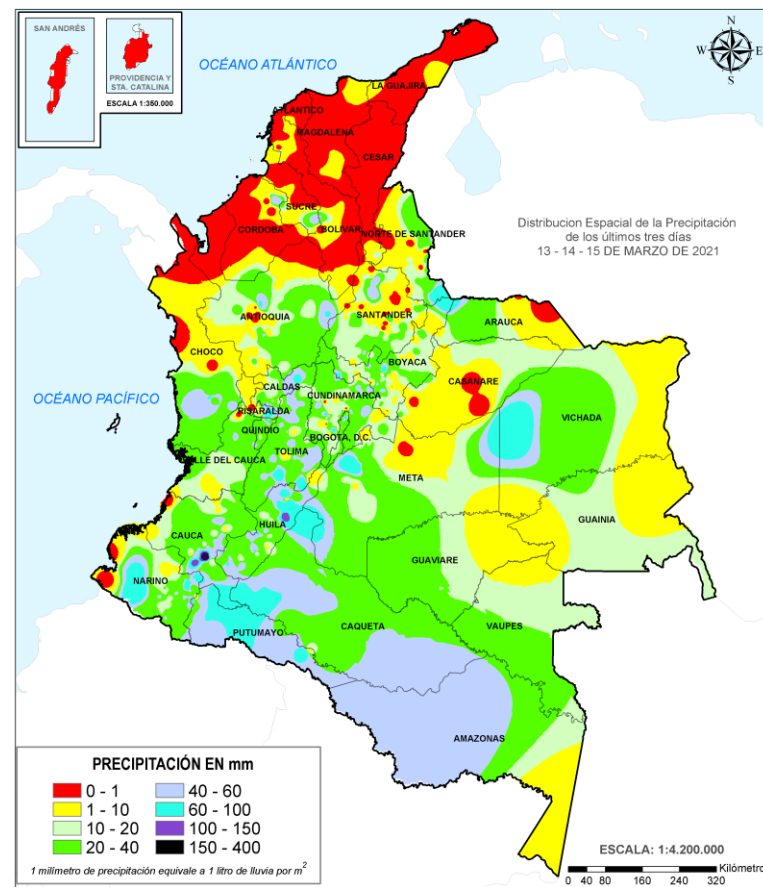 SAN ANDRÉS
PROVIDENCIA Y
STA. CATALINA
ESCALA 1:350.000
OCÉANO ATLÁNTICO
N
W E
S
LA GUAJIRA
ATLANTICO
MAGDALENA
CESAR
SUCRE
CORDOBA
BOLIVAR
NORTE DE SANTANDER
Distribucion Espacial de la Precipitación
de los últimos tres días
13 - 14 - 15 DE MARZO DE 2021
ANTIOQUIA
SANTANDER
ARAUCA
CHOCO
BOYACA
CASANARE
OCÉANO PACÍFICO
CALDAS
CUNDINAMARCA
RISARALDA
VICHADA
QUINDIO
BOGOTA, D.C.
TOLIMA
VALLE DEL CAUCA
META
GUAINIA
CAUCA
HUILA
GUAVIARE
NARINO
CAQUETA
VAUPES
PUTUMAYO
AMAZONAS
PRECIPITACIÓN EN mm
0 - 1 40 - 60
1 - 10 60 - 100
10 - 20 100 - 150
20 - 40 150 - 400
1 milímetro de precipitación equivale a 1 litro de lluvia por m²
ESCALA: 1:4.200.000
Kilómetro
0 40 80 160 240 320